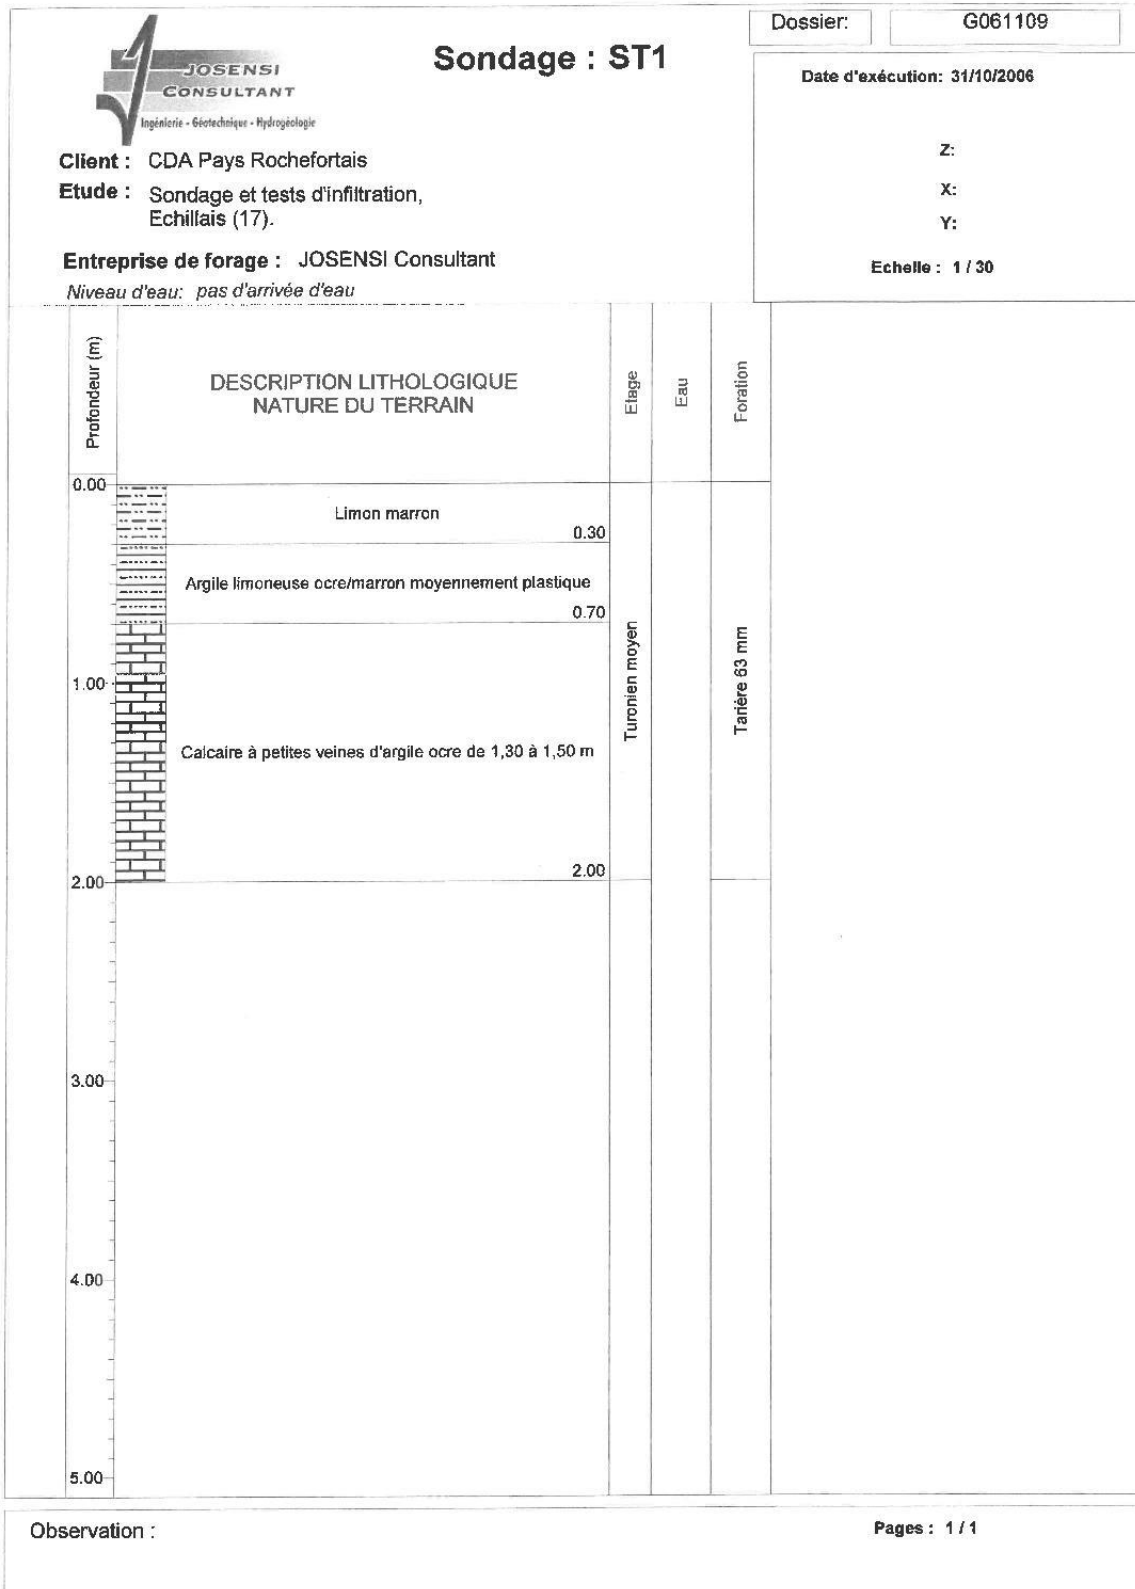 JOSENSI
CONSULTANT
Ingénierie - Géotechnique - Hydrogéologie
Sondage : ST1
Dossier: G061109
Date d'exécution: 31/10/2006
Z:
X:
Y:
Echelle : 1 / 30
Client : CDA Pays Rochefortais
Etude : Sondage et tests d'infiltration,
Echillais (17).
Entreprise de forage : JOSENSI Consultant
Niveau d'eau: pas d'arrivée d'eau
Profondeur (m)
DESCRIPTION LITHOLOGIQUE
NATURE DU TERRAIN
Etage
Eau
Foration
0.00
Limon marron
0.30
Argile limoneuse ocre/marron moyennement plastique
0.70
1.00
Calcaire à petites veines d'argile ocre de 1,30 à 1,50 m
2.00
2.00
Turonien moyen
Tarière 63 mm
3.00
4.00
5.00
Observation :
Pages : 1 / 1